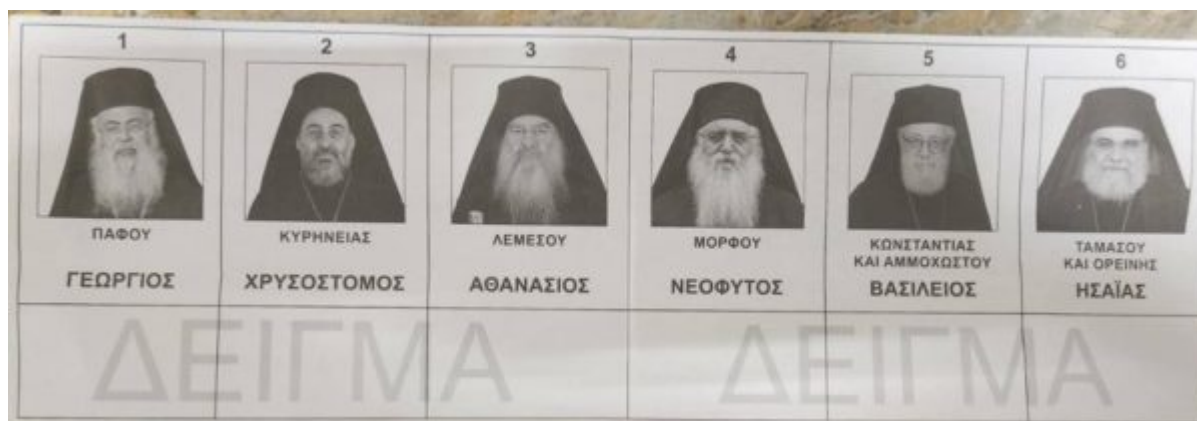 1
2
3
4
5
6
ΠΑΦΟΥ
ΓΕΩΡΓΙΟΣ
ΚΥΡΗΝΕΙΑΣ
ΧΡΥΣΟΣΤΟΜΟΣ
ΛΕΜΕΣΟΥ
ΑΘΑΝΑΣΙΟΣ
ΜΟΡΦΟΥ
ΝΕΟΦΥΤΟΣ
ΚΩΝΣΤΑΝΤΙΑΣ
ΚΑΙ ΑΜΜΟΧΩΣΤΟΥ
ΒΑΣΙΛΕΙΟΣ
ΤΑΜΑΣΟΥ
ΚΑΙ ΟΡΕΙΝΗΣ
ΗΣΑΪΑΣ
ΔΕΙΓΜΑ
ΔΕΙΓΜΑ